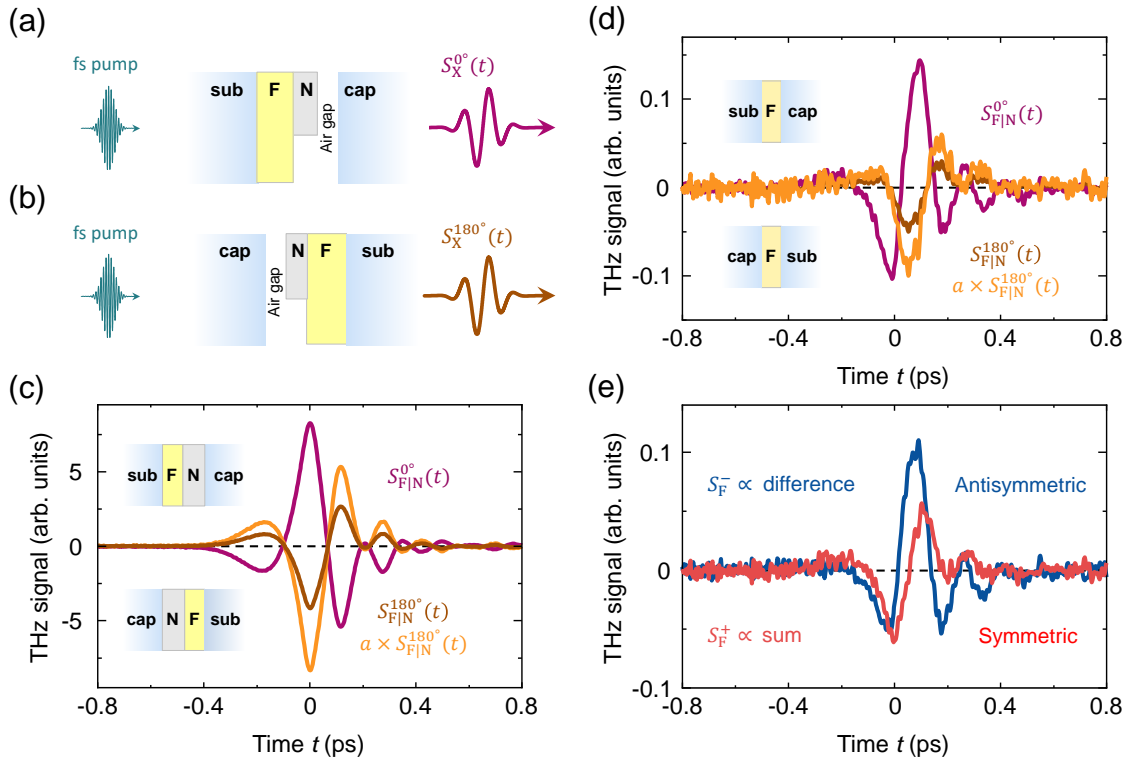 (a)
fs pump
sub F N cap
Air gap
S_X^{0°}(t)
(b)
fs pump
cap N F sub
Air gap
S_X^{180°}(t)
(c)
THz signal (arb. units)
5
0
-5
-0.8 -0.4 0 0.4 0.8
Time t (ps)
sub F N cap
S_{F|N}^{0°}(t)
cap N F sub
S_{F|N}^{180°}(t)
a × S_{F|N}^{180°}(t)
(d)
THz signal (arb. units)
0.1
0
-0.1
-0.8 -0.4 0 0.4 0.8
Time t (ps)
sub F cap
S_{F|N}^{0°}(t)
cap F sub
S_{F|N}^{180°}(t)
a × S_{F|N}^{180°}(t)
(e)
THz signal (arb. units)
0.1
0
-0.1
-0.8 -0.4 0 0.4 0.8
Time t (ps)
S_F^- ∝ difference
Antisymmetric
S_F^+ ∝ sum
Symmetric